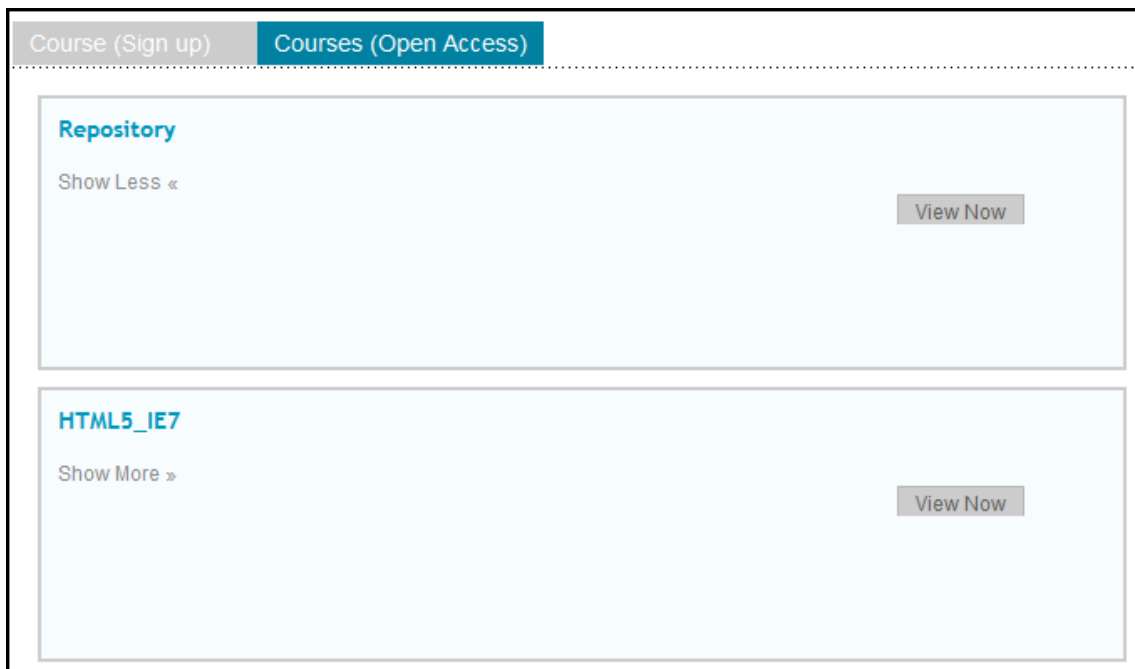 Course (Sign up)
Courses (Open Access)
Repository
Show Less «
View Now
HTML5_IE7
Show More »
View Now